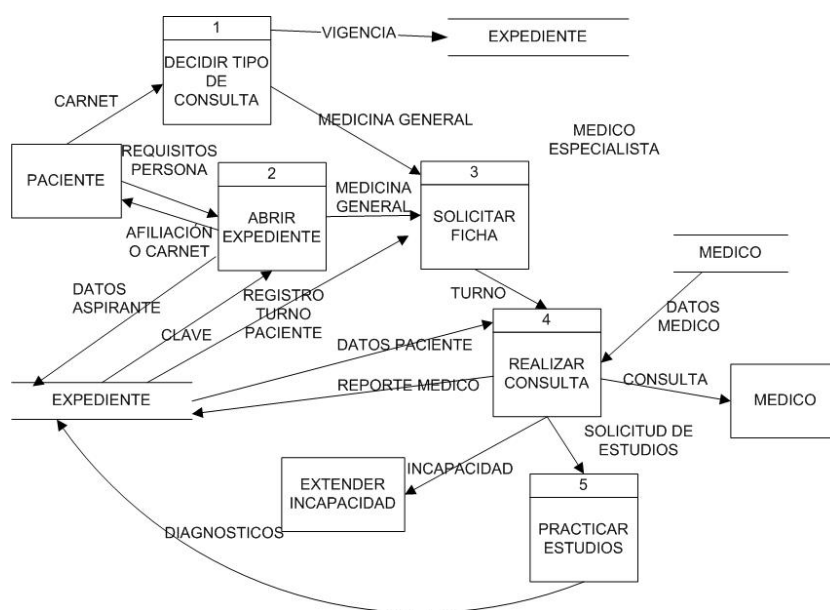 1
DECIDIR TIPO
DE
CONSULTA
VIGENCIA
EXPEDIENTE
CARNET
MEDICINA GENERAL
MEDICO
ESPECIALISTA
PACIENTE
REQUISITOS
PERSONA
2
ABRIR
EXPEDIENTE
MEDICINA
GENERAL
3
SOLICITAR
FICHA
AFILIACIÓN
O CARNET
MEDICO
DATOS
ASPIRANTE
CLAVE
REGISTRO
TURNO
PACIENTE
TURNO
DATOS
MEDICO
4
REALIZAR
CONSULTA
DATOS PACIENTE
REPORTE MEDICO
EXPEDIENTE
CONSULTA
MEDICO
SOLICITUD DE
ESTUDIOS
INCAPACIDAD
EXTENDER
INCAPACIDAD
5
PRACTICAR
ESTUDIOS
DIAGNOSTICOS